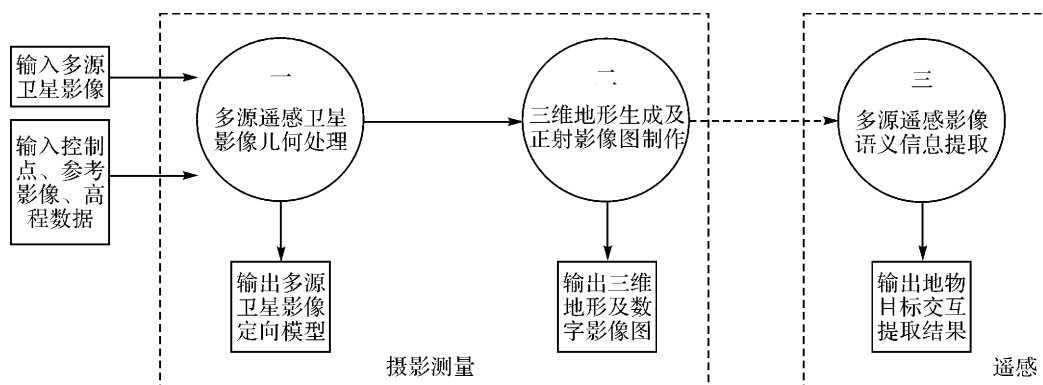 输入多源
卫星影像
输入控制
点、参考
影像、高
程数据
一
多源遥感卫星
影像几何处理
二
三维地形生成及
正射影像图制作
三
多源遥感影像
语义信息提取
输出多源
卫星影像
定向模型
输出三维
地形及数
字影像图
输出地物
目标交互
提取结果
摄影测量
遥感